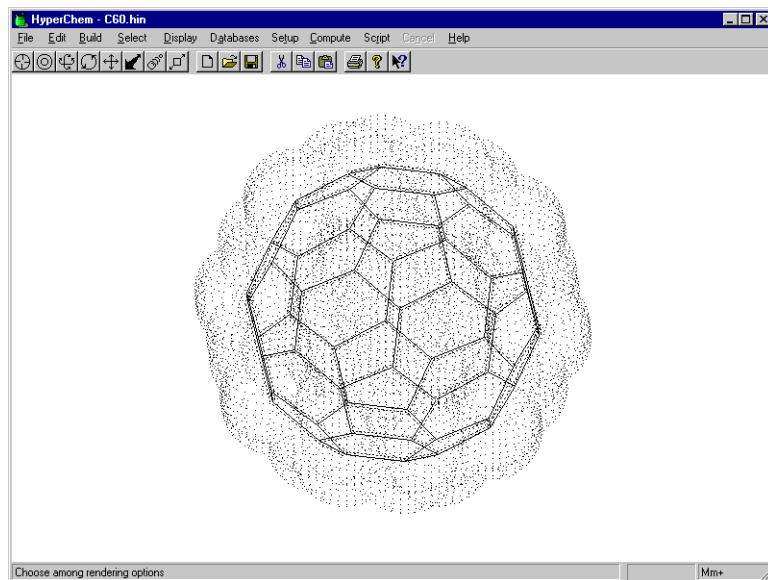 HyperChem - C60.hin
File Edit Build Select Display Databases Setup Compute Script Cancel Help
Choose among rendering options Mm+